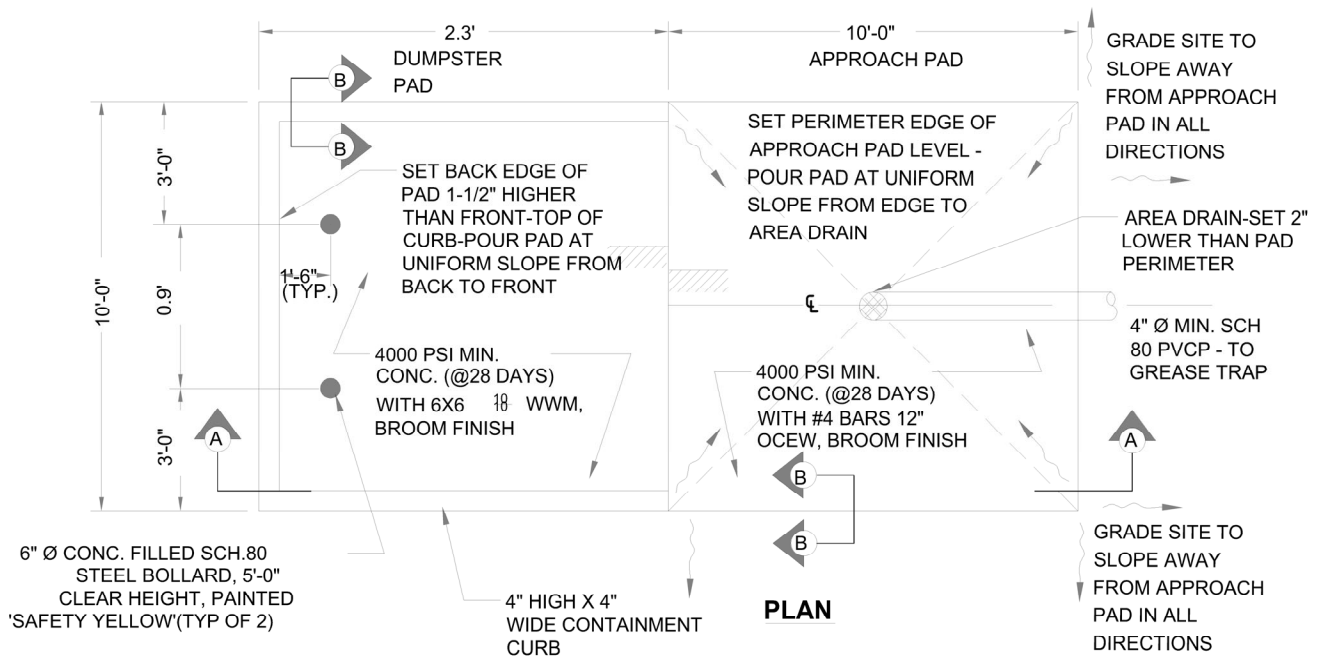 2.3'
DUMPSTER
PAD
10'-0"
APPROACH PAD
GRADE SITE TO
SLOPE AWAY
FROM APPROACH
PAD IN ALL
DIRECTIONS
B
B
3'-0"
0.9'
3'-0"
10'-0"
SET BACK EDGE OF
PAD 1-1/2" HIGHER
THAN FRONT-TOP OF
CURB-POUR PAD AT
UNIFORM SLOPE FROM
BACK TO FRONT
1'-6"
(TYP.)
SET PERIMETER EDGE OF
APPROACH PAD LEVEL -
POUR PAD AT UNIFORM
SLOPE FROM EDGE TO
AREA DRAIN
AREA DRAIN-SET 2"
LOWER THAN PAD
PERIMETER
℄
4" Ø MIN. SCH
80 PVCP - TO
GREASE TRAP
4000 PSI MIN.
CONC. (@28 DAYS)
WITH 6X6 WWM,
BROOM FINISH
4000 PSI MIN.
CONC. (@28 DAYS)
WITH #4 BARS 12"
OCEW, BROOM FINISH
A
A
B
B
6" Ø CONC. FILLED SCH.80
STEEL BOLLARD, 5'-0"
CLEAR HEIGHT, PAINTED
'SAFETY YELLOW'(TYP OF 2)
4" HIGH X 4"
WIDE CONTAINMENT
CURB
PLAN
GRADE SITE TO
SLOPE AWAY
FROM APPROACH
PAD IN ALL
DIRECTIONS